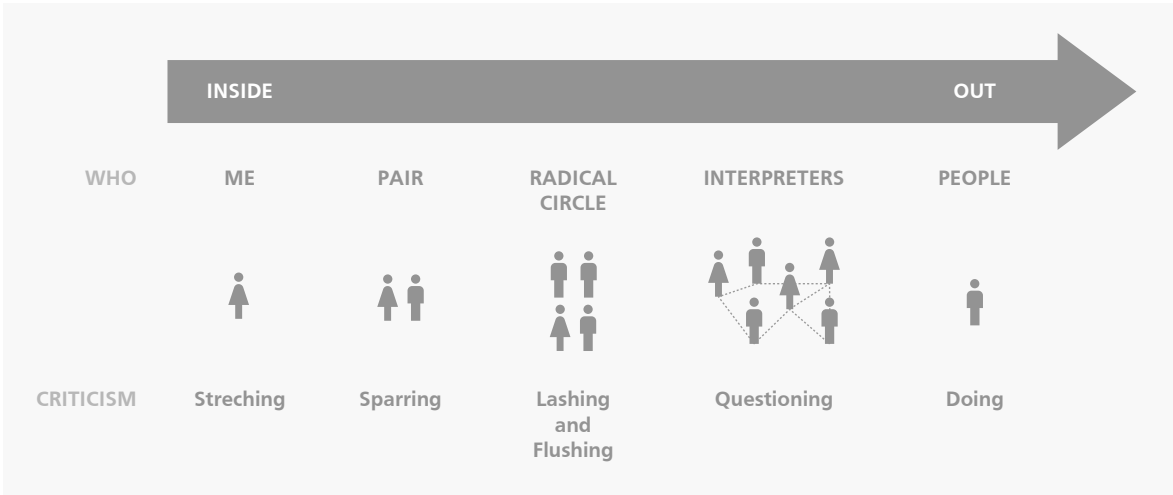 INSIDE OUT
WHO ME PAIR RADICAL INTERPRETERS PEOPLE
CIRCLE
CRITICISM Streching Sparring Lashing Questioning Doing
and
Flushing